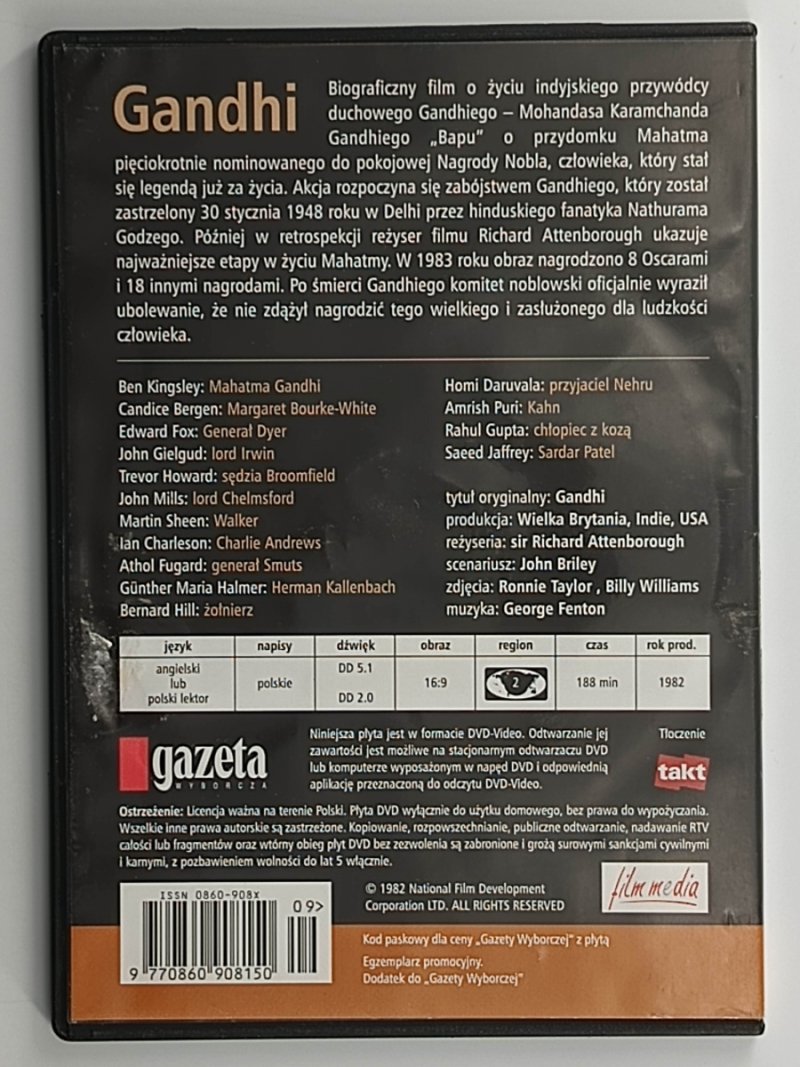 Gandhi
Biograficzny film o życiu indyjskiego przywódcy
duchowego Gandhiego – Mohandasa Karamchanda
Gandhiego „Bapu” o przydomku Mahatma
pięciokrotnie nominowanego do pokojowej Nagrody Nobla, człowieka, który stał
się legendą już za życia. Akcja rozpoczyna się zabójstwem Gandhiego, który został
zastrzelony 30 stycznia 1948 roku w Delhi przez hinduskiego fanatyka Nathurama
Godzego. Później w retrospekcji reżyser filmu Richard Attenborough ukazuje
najważniejsze etapy w życiu Mahatmy. W 1983 roku obraz nagrodzono 8 Oscarami
i 18 innymi nagrodami. Po śmierci Gandhiego komitet noblowski oficjalnie wyraził
ubolewanie, że nie zdążył nagrodzić tego wielkiego i zasłużonego dla ludzkości
człowieka.
Ben Kingsley: Mahatma Gandhi
Candice Bergen: Margaret Bourke-White
Edward Fox: Generał Dyer
John Gielgud: lord Irwin
Trevor Howard: sędzia Broomfield
John Mills: lord Chelmsford
Martin Sheen: Walker
Ian Charleson: Charlie Andrews
Athol Fugard: generał Smuts
Günther Maria Halmer: Herman Kallenbach
Bernard Hill: żołnierz
Homi Daruvala: przyjaciel Nehru
Amrish Puri: Kahn
Rahul Gupta: chłopiec z kozą
Saeed Jaffrey: Sardar Patel
tytuł oryginalny: Gandhi
produkcja: Wielka Brytania, Indie, USA
reżyseria: sir Richard Attenborough
scenariusz: John Briley
zdjęcia: Ronnie Taylor , Billy Williams
muzyka: George Fenton
język napisy dźwięk obraz region czas rok prod.
angielski
lub
polski lektor
polskie
DD 5.1
DD 2.0
16:9
2
188 min
1982
gazeta
WYBORCZA
Niniejsza płyta jest w formacie DVD-Video. Odtwarzanie jej
zawartości jest możliwe na stacjonarnym odtwarzaczu DVD
lub komputerze wyposażonym w napęd DVD i odpowiednią
aplikację przeznaczoną do odczytu DVD-Video.
Tłoczenie
takt
Ostrzeżenie: Licencja ważna na terenie Polski. Płyta DVD wyłącznie do użytku domowego, bez prawa do wypożyczania.
Wszelkie inne prawa autorskie są zastrzeżone. Kopiowanie, rozpowszechnianie, publiczne odtwarzanie, nadawanie RTV
całości lub fragmentów oraz wtórny obieg płyt DVD bez zezwolenia są zabronione i grożą surowymi sankcjami cywilnymi
i karnymi, z pozbawieniem wolności do lat 5 włącznie.
ISSN 0860-908X
09>
9 770860 908150
© 1982 National Film Development
Corporation LTD. ALL RIGHTS RESERVED
film media
Kod paskowy dla ceny „Gazety Wyborczej” z płytą
Egzemplarz promocyjny.
Dodatek do „Gazety Wyborczej”